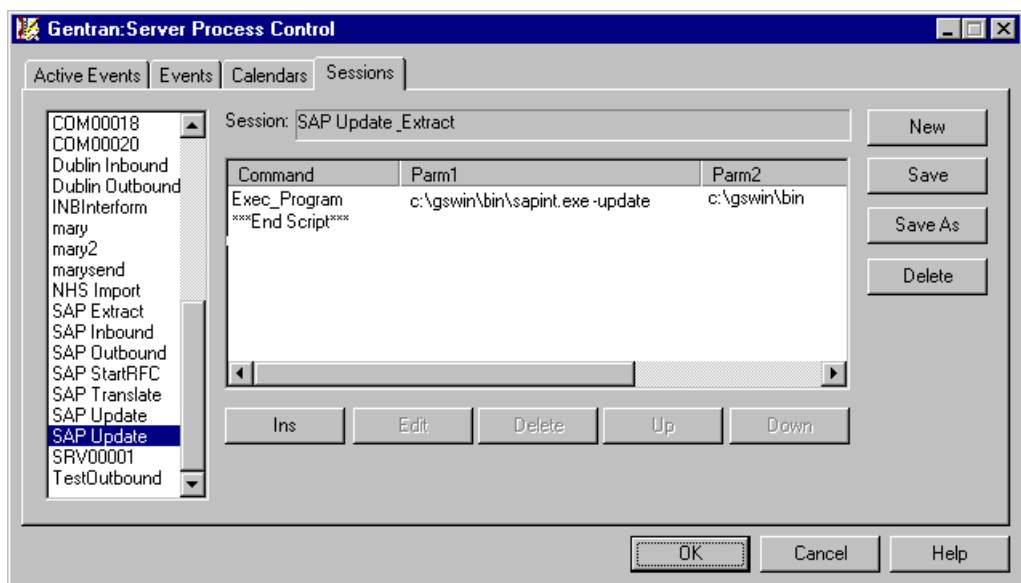 Gentran:Server Process Control
Active Events Events Calendars Sessions
COM00018
COM00020
Dublin Inbound
Dublin Outbound
INBInterform
mary
mary2
marysend
NHS Import
SAP Extract
SAP Inbound
SAP Outbound
SAP StartRFC
SAP Translate
SAP Update
SAP Update
SRV00001
TestOutbound
Session: SAP Update_Extract
Command Parm1 Parm2
Exec_Program c:\gswin\bin\sapint.exe -update c:\gswin\bin
***End Script***
Ins Edit Delete Up Down
New
Save
Save As
Delete
OK Cancel Help